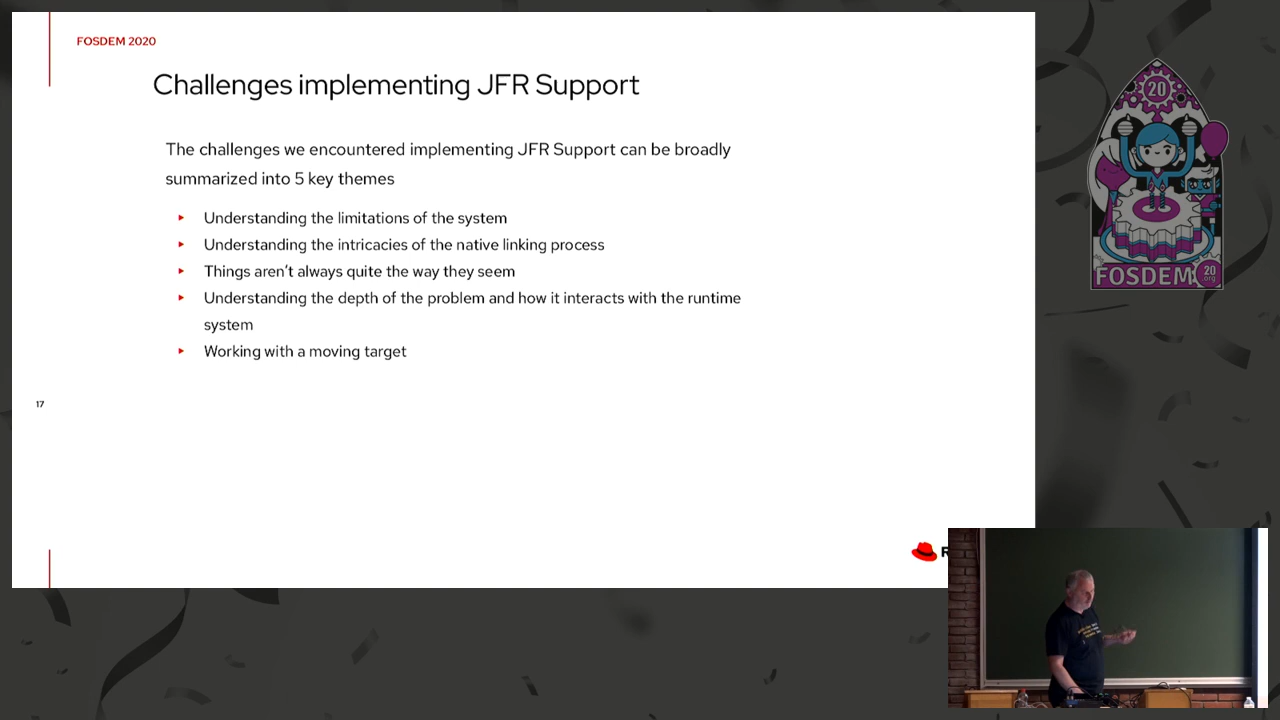 FOSDEM 2020
Challenges implementing JFR Support
The challenges we encountered implementing JFR Support can be broadly
summarized into 5 key themes
Understanding the limitations of the system
Understanding the intricacies of the native linking process
Things aren't always quite the way they seem
Understanding the depth of the problem and how it interacts with the runtime
system
Working with a moving target
17
20
FOSDEM
20
.org